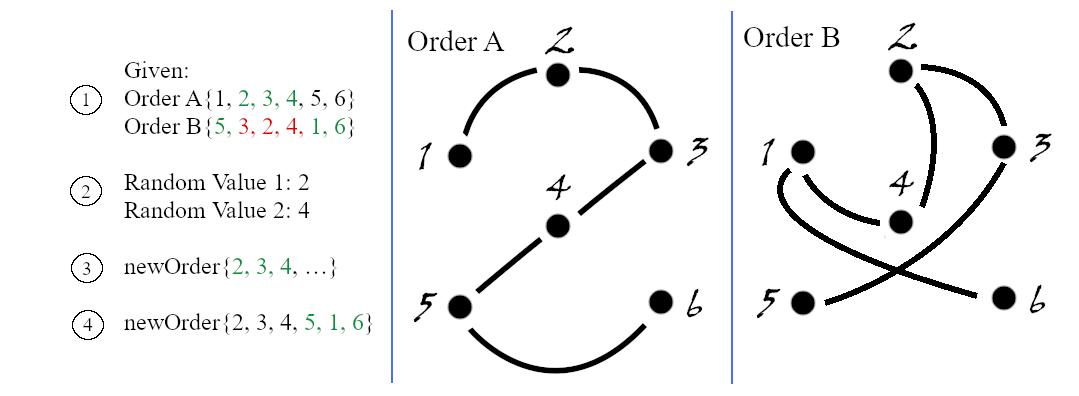 1
Given:
Order A{1, 2, 3, 4, 5, 6}
Order B{5, 3, 2, 4, 1, 6}
2
Random Value 1: 2
Random Value 2: 4
3
newOrder{2, 3, 4, ...}
4
newOrder{2, 3, 4, 5, 1, 6}
Order A
2
1
3
4
5
6
Order B
2
1
3
4
5
6